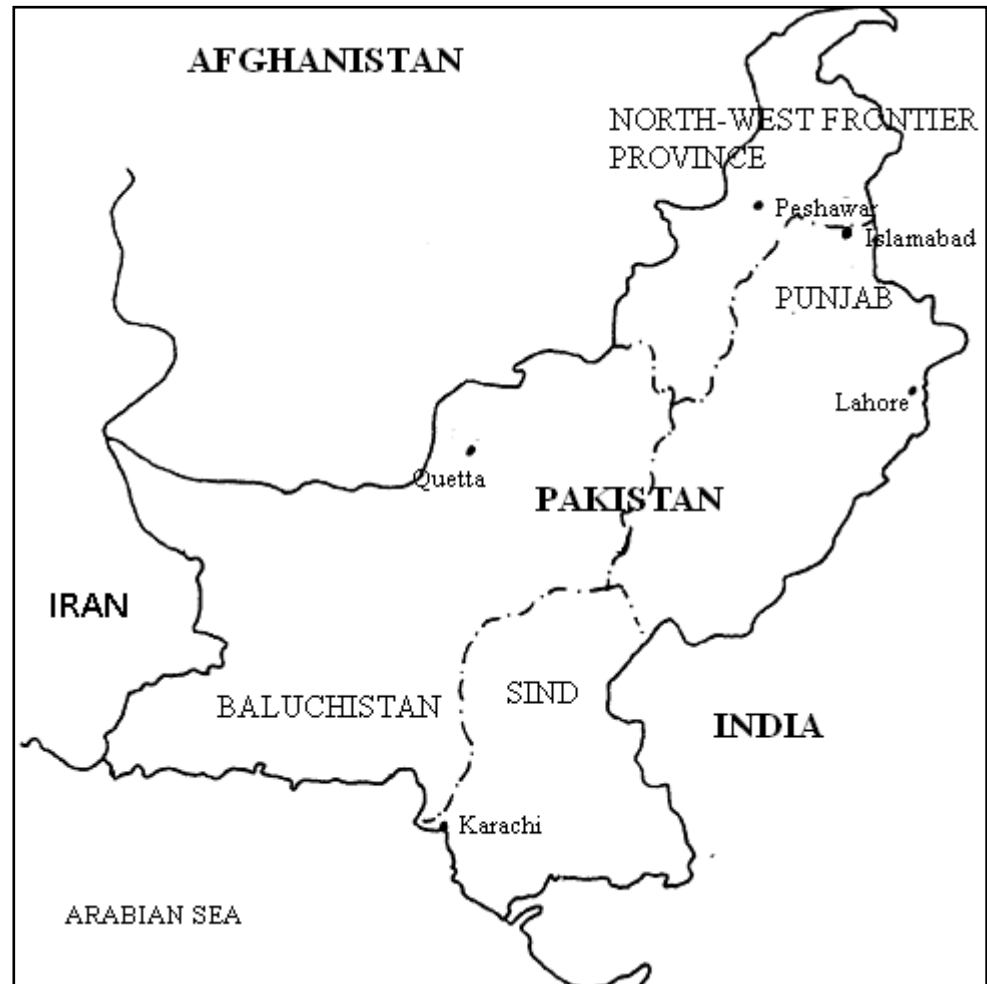 AFGHANISTAN
NORTH-WEST FRONTIER
PROVINCE
Peshawar
Islamabad
PUNJAB
Lahore
Quetta
PAKISTAN
IRAN
SIND
BALUCHISTAN
INDIA
Karachi
ARABIAN SEA